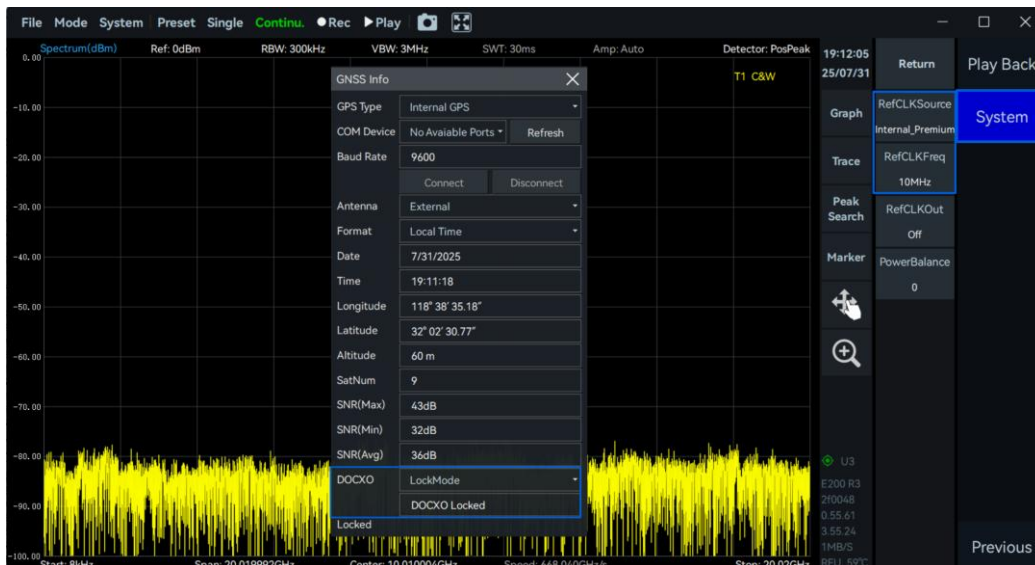 File Mode System Preset Single Continu. Rec Play
Spectrum(dBm) Ref: 0dBm RBW: 300kHz VBW: 3MHz SWT: 30ms Amp: Auto Detector: PosPeak
T1 C&W
0.00
-10.00
-20.00
-30.00
-40.00
-50.00
-60.00
-70.00
-80.00
-90.00
-100.00
GNSS Info
GPS Type Internal GPS
COM Device No Avaiable Ports Refresh
Baud Rate 9600
Connect Disconnect
Antenna External
Format Local Time
Date 7/31/2025
Time 19:11:18
Longitude 118° 38′ 35.18″
Latitude 32° 02′ 30.77″
Altitude 60 m
SatNum 9
SNR(Max) 43dB
SNR(Min) 32dB
SNR(Avg) 36dB
DOCXO LockMode
DOCXO Locked
Locked
Start: 8kHz Span: 20.019992GHz Center: 10.010004GHz Speed: 668.040GHz/s Stop: 20.02GHz
19:12:05
25/07/31
Graph
Trace
Peak
Search
Marker
U3
E200 R3
2f0048
0.55.61
3.55.24
1MB/S
Return
RefCLKSource
Internal_Premium
RefCLKFreq
10MHz
RefCLKOut
Off
PowerBalance
0
Play Back
System
Previous